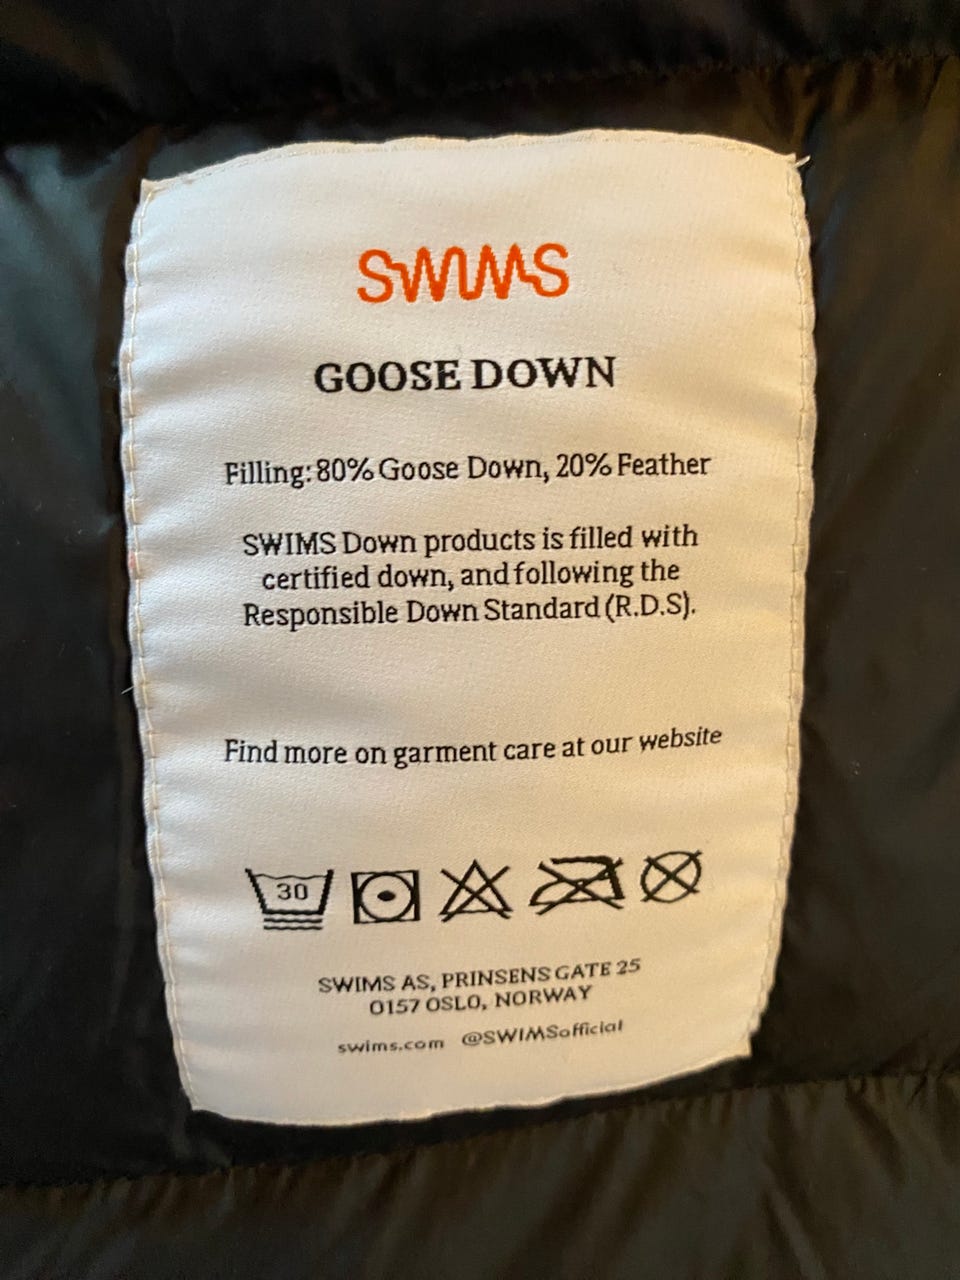 SWIMS
GOOSE DOWN
Filling: 80% Goose Down, 20% Feather
SWIMS Down products is filled with
certified down, and following the
Responsible Down Standard (R.D.S).
Find more on garment care at our website
30
SWIMS AS, PRINSENS GATE 25
0157 OSLO, NORWAY
swims.com @SWIMSofficial